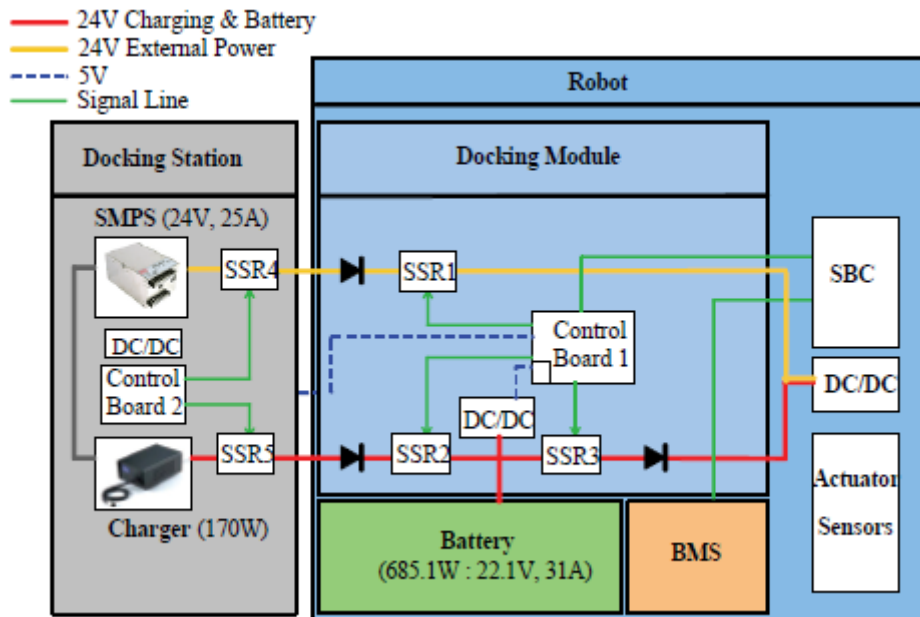 24V Charging & Battery
24V External Power
5V
Signal Line
Robot
Docking Station
Docking Module
SMPS (24V, 25A)
SSR4
SSR1
SBC
DC/DC
Control
Board 2
Control
Board 1
DC/DC
DC/DC
SSR5
SSR2
SSR3
Charger (170W)
Battery
(685.1W : 22.1V, 31A)
BMS
Actuator
Sensors